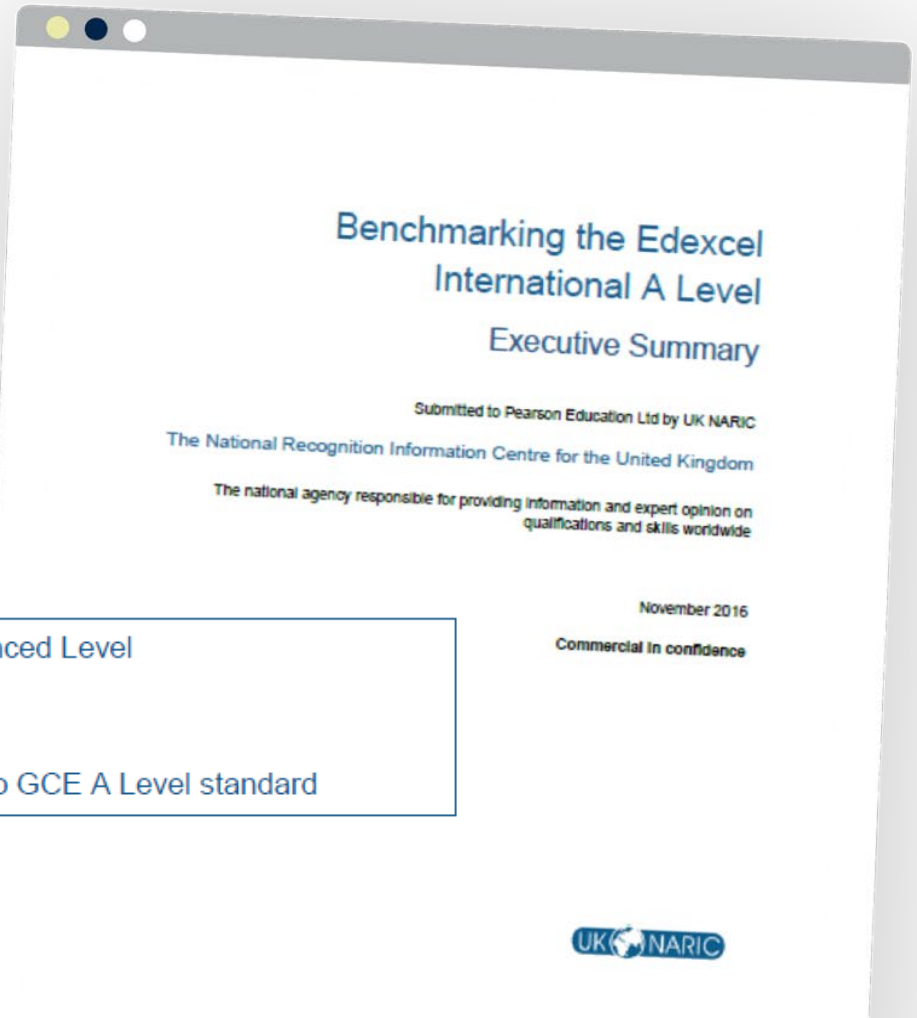 Benchmarking the Edexcel
International A Level
Executive Summary
Submitted to Pearson Education Ltd by UK NARIC
The National Recognition Information Centre for the United Kingdom
The national agency responsible for providing information and expert opinion on
qualifications and skills worldwide
November 2016
Commercial in confidence
Level
GCE A Level standard
UK NARIC